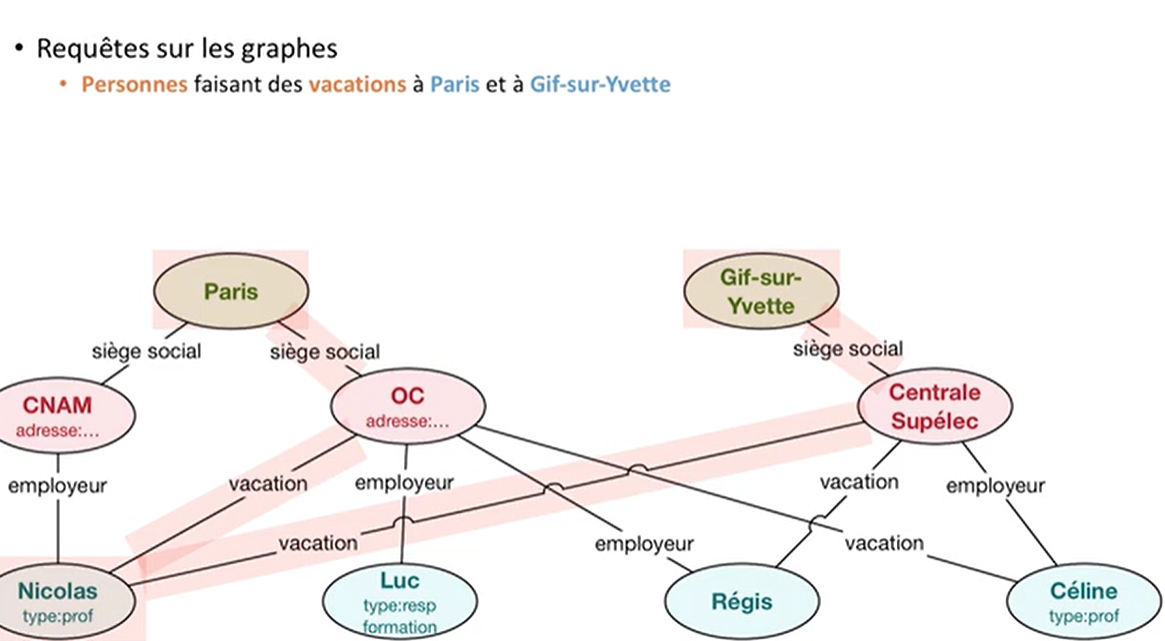 • Requêtes sur les graphes
• Personnes faisant des vacations à Paris et à Gif-sur-Yvette
Paris
Gif-sur-
Yvette
siège social
siège social
siège social
CNAM
adresse:...
OC
adresse:...
Centrale
Supélec
employeur
vacation
employeur
vacation
employeur
vacation
employeur
vacation
Nicolas
type:prof
Luc
type:resp
formation
Régis
Céline
type:prof